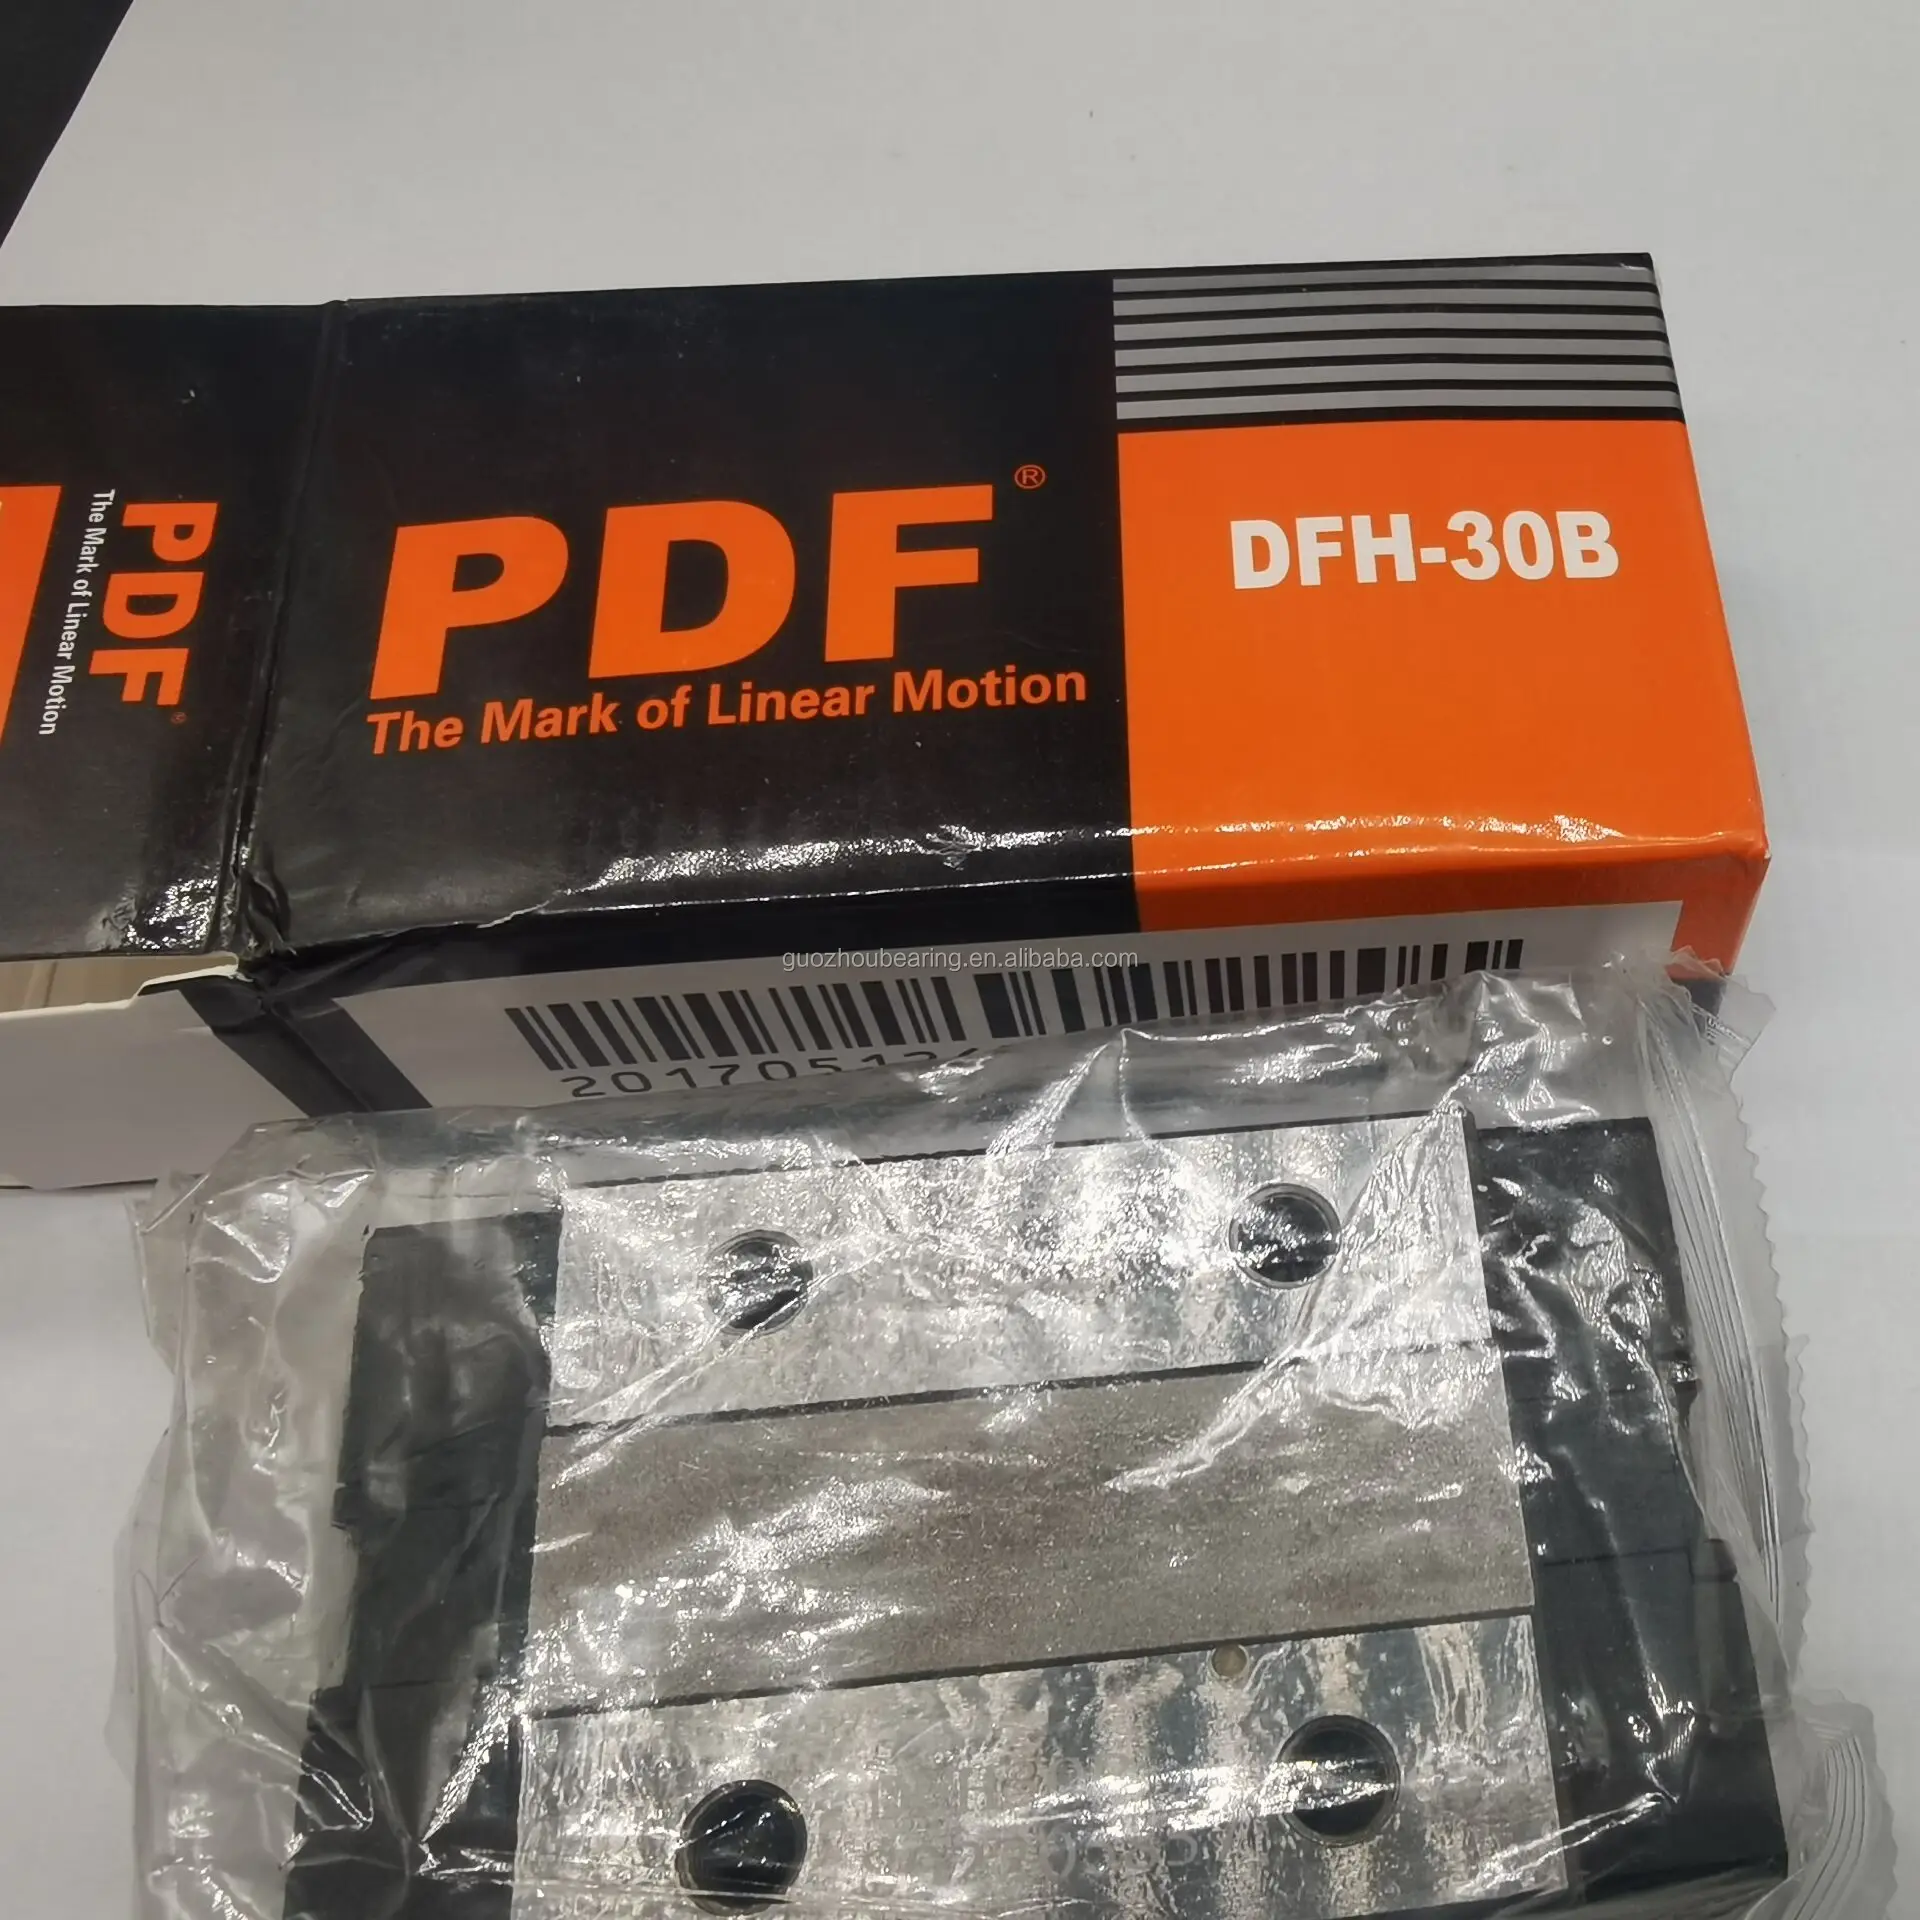 PDF®
The Mark of Linear Motion
PDF®
The Mark of Linear Motion
DFH-30B
guozhoubearing.en.alibaba.com